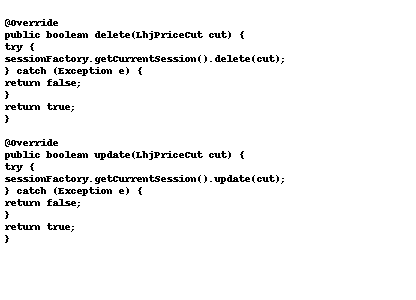 @Override
public boolean delete(LhjPriceCut cut) {
try {
sessionFactory.getCurrentSession().delete(cut);
} catch (Exception e) {
return false;
}
return true;
}

@Override
public boolean update(LhjPriceCut cut) {
try {
sessionFactory.getCurrentSession().update(cut);
} catch (Exception e) {
return false;
}
return true;
}